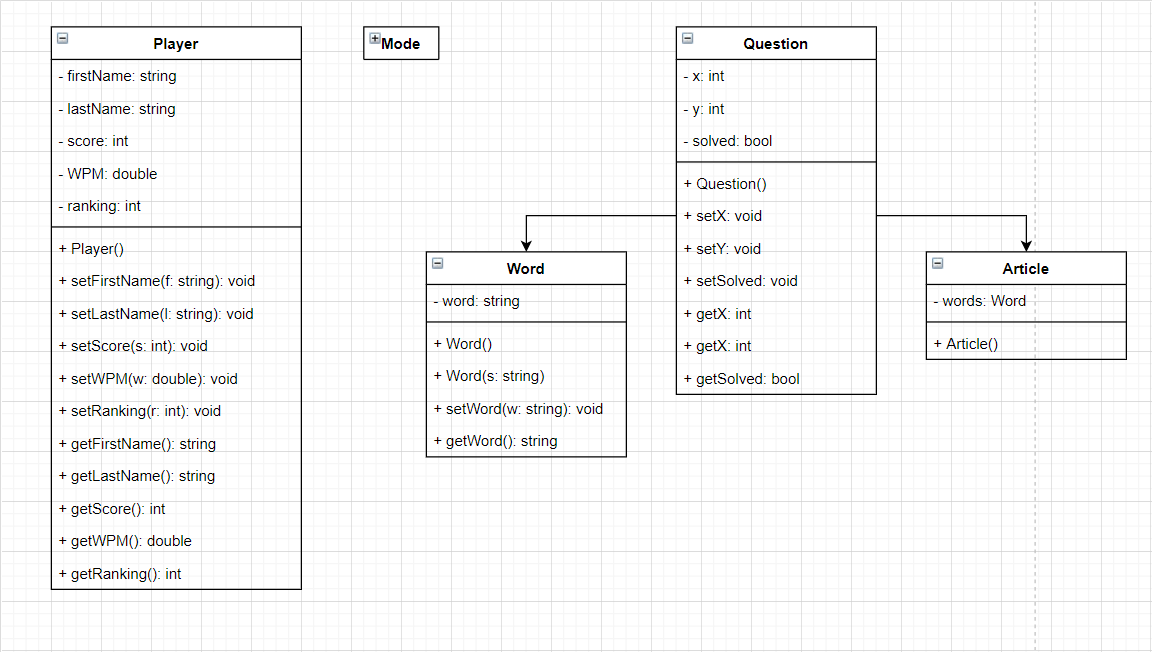 Player
- firstName: string
- lastName: string
- score: int
- WPM: double
- ranking: int
+ Player()
+ setFirstName(f: string): void
+ setLastName(l: string): void
+ setScore(s: int): void
+ setWPM(w: double): void
+ setRanking(r: int): void
+ getFirstName(): string
+ getLastName(): string
+ getScore(): int
+ getWPM(): double
+ getRanking(): int
Mode
Question
- x: int
- y: int
- solved: bool
+ Question()
+ setX: void
+ setY: void
+ setSolved: void
+ getX: int
+ getX: int
+ getSolved: bool
Word
- word: string
+ Word()
+ Word(s: string)
+ setWord(w: string): void
+ getWord(): string
Article
- words: Word
+ Article()